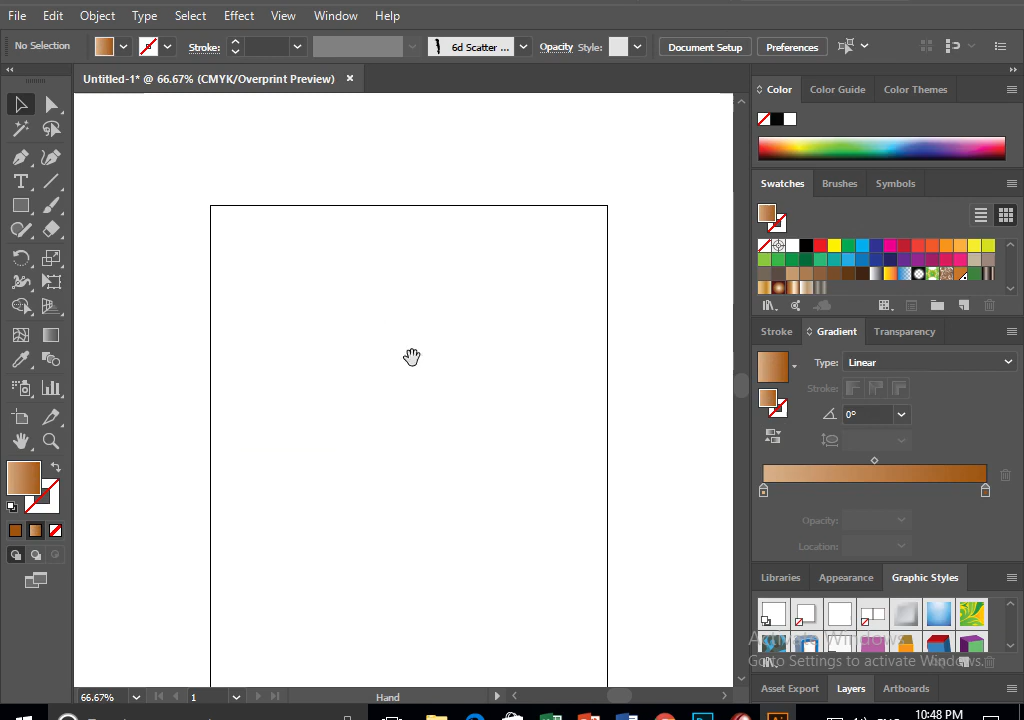 File Edit Object Type Select Effect View Window Help
No Selection Stroke: 6d Scatter ... Opacity Style: Document Setup Preferences
Untitled-1* @ 66.67% (CMYK/Overprint Preview) ×
Color Color Guide Color Themes
Swatches Brushes Symbols
Stroke Gradient Transparency
Type: Linear
Stroke:
0°
Opacity:
Location:
Libraries Appearance Graphic Styles
Activate Windows
Go to Settings to activate Windows.
Asset Export Layers Artboards
66.67% 1 Hand
10:48 PM